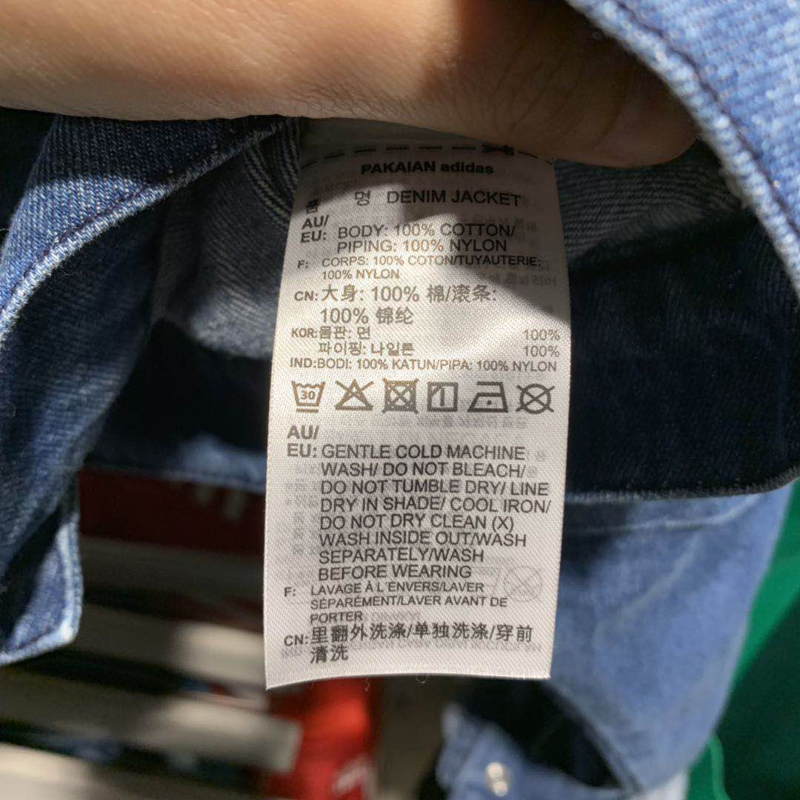 PAKAIAN adidas
품 명 DENIM JACKET
AU/
EU: BODY: 100% COTTON/
PIPING: 100% NYLON
F: CORPS: 100% COTON/TUYAUTERIE:
100% NYLON
CN: 大身: 100% 棉/滚条:
100% 锦纶
KOR: 몸판: 면 100%
파이핑: 나일론 100%
IND: BODI: 100% KATUN/PIPA: 100% NYLON
30
AU/
EU: GENTLE COLD MACHINE
WASH/ DO NOT BLEACH/
DO NOT TUMBLE DRY/ LINE
DRY IN SHADE/ COOL IRON/
DO NOT DRY CLEAN (X)
WASH INSIDE OUT/WASH
SEPARATELY/WASH
BEFORE WEARING
F: LAVAGE À L'ENVERS/LAVER
SÉPARÉMENT/LAVER AVANT DE
PORTER
CN: 里翻外洗涤/单独洗涤/穿前
清洗